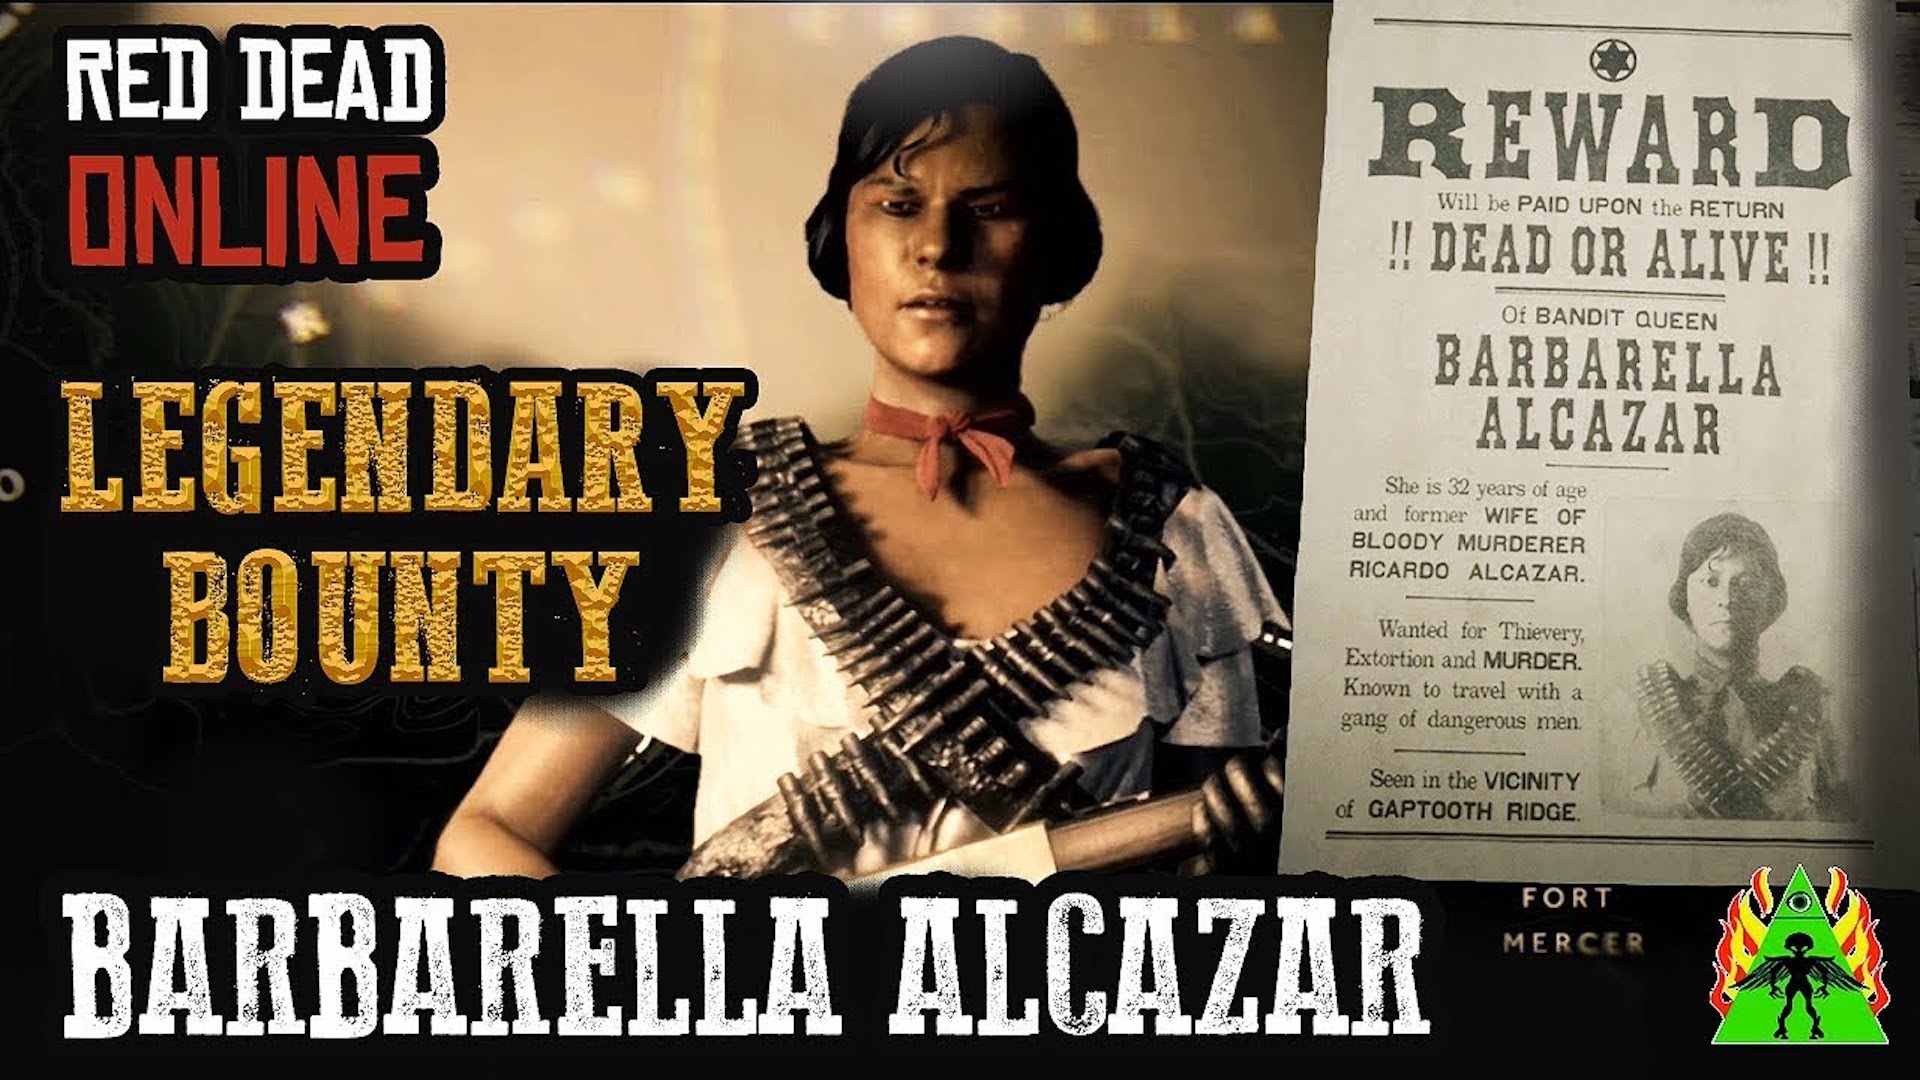 RED DEAD
ONLINE
LEGENDARY
BOUNTY
BARBARELLA ALCAZAR
REWARD
Will be PAID UPON the RETURN
!! DEAD OR ALIVE !!
Of BANDIT QUEEN
BARBARELLA
ALCAZAR
She is 32 years of age
and former WIFE OF
BLOODY MURDERER
RICARDO ALCAZAR.
Wanted for Thievery,
Extortion and MURDER.
Known to travel with a
gang of dangerous men.
Seen in the VICINITY
of GAPTOOTH RIDGE.
FORT
MERCER